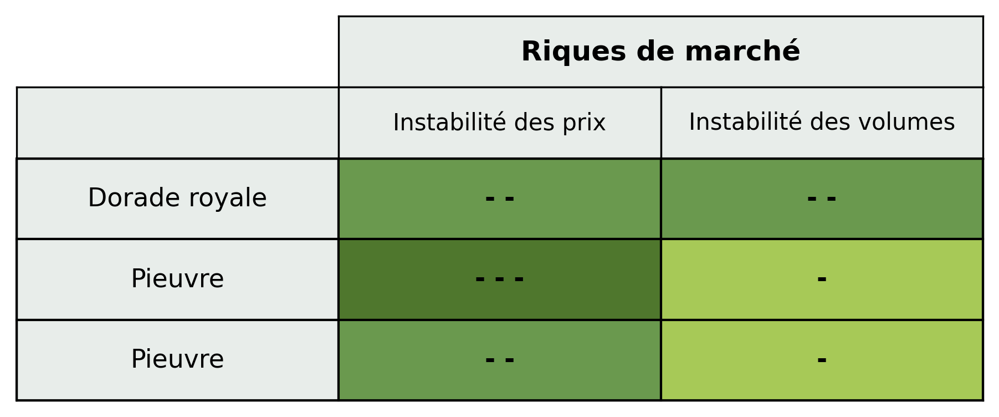 Riques de marché
Instabilité des prix Instabilité des volumes
Dorade royale - - - -
Pieuvre - - - -
Pieuvre - - -